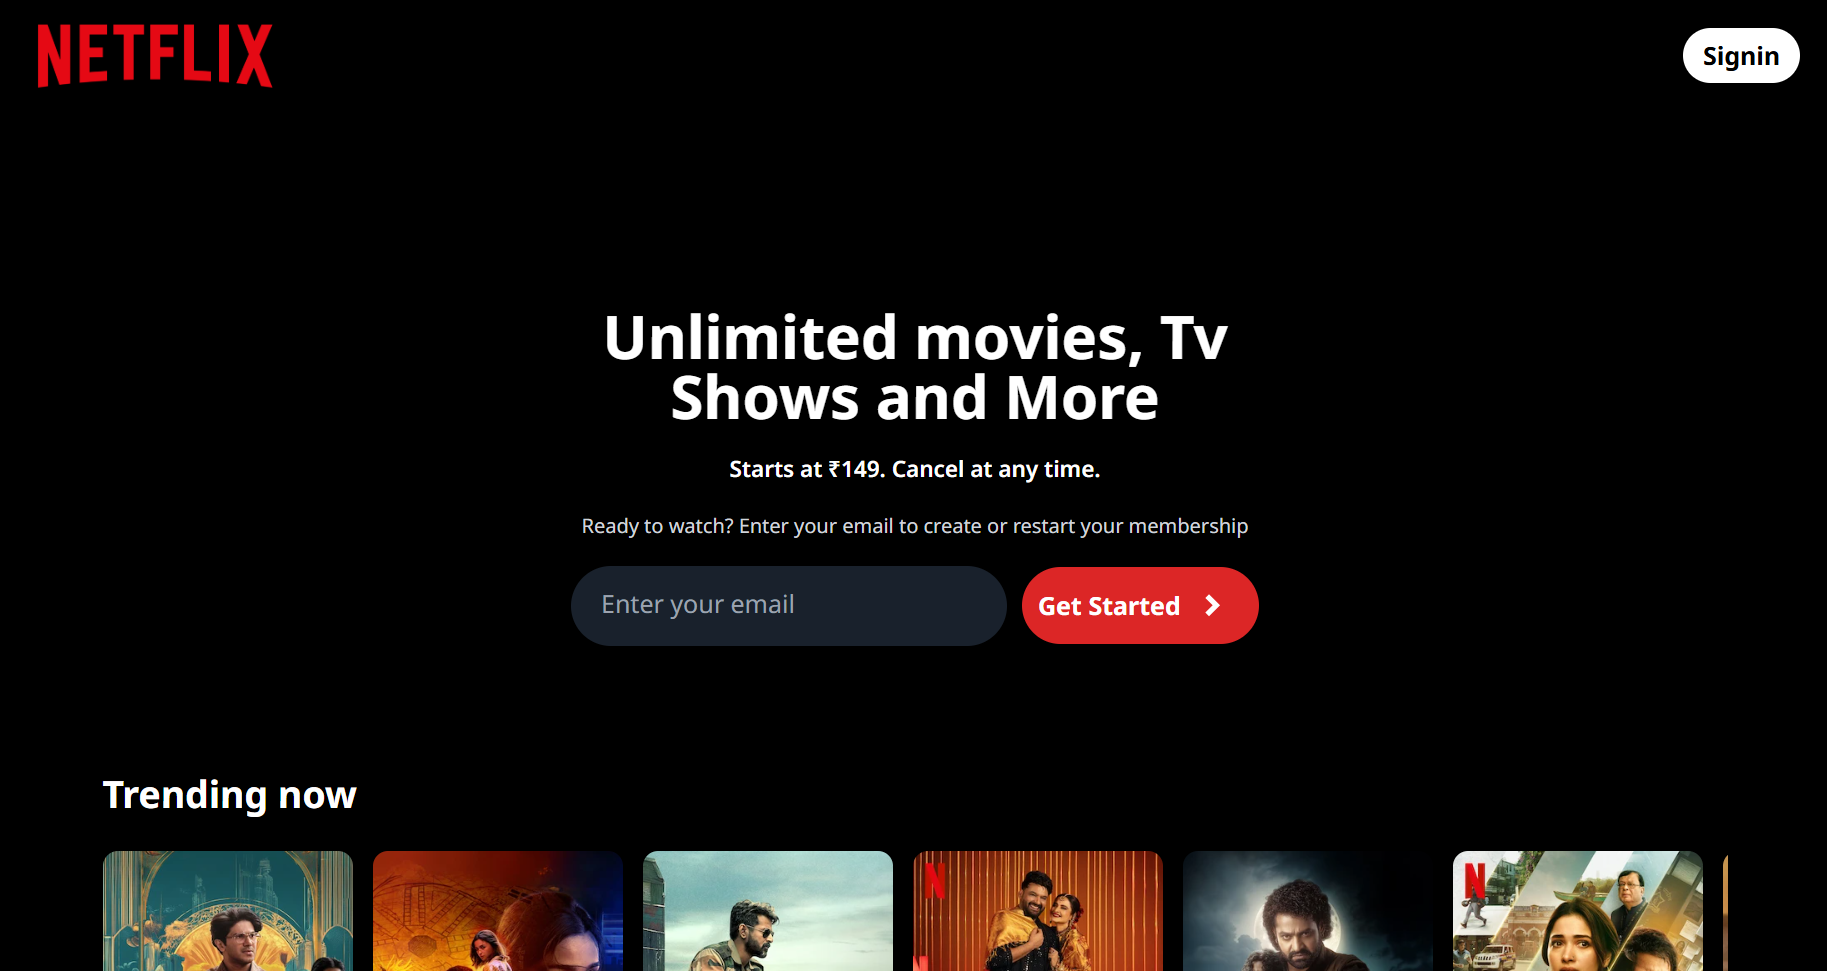 NETFLIX
Signin
Unlimited movies, Tv
Shows and More
Starts at ₹149. Cancel at any time.
Ready to watch? Enter your email to create or restart your membership
Enter your email
Get Started
Trending now
N
N